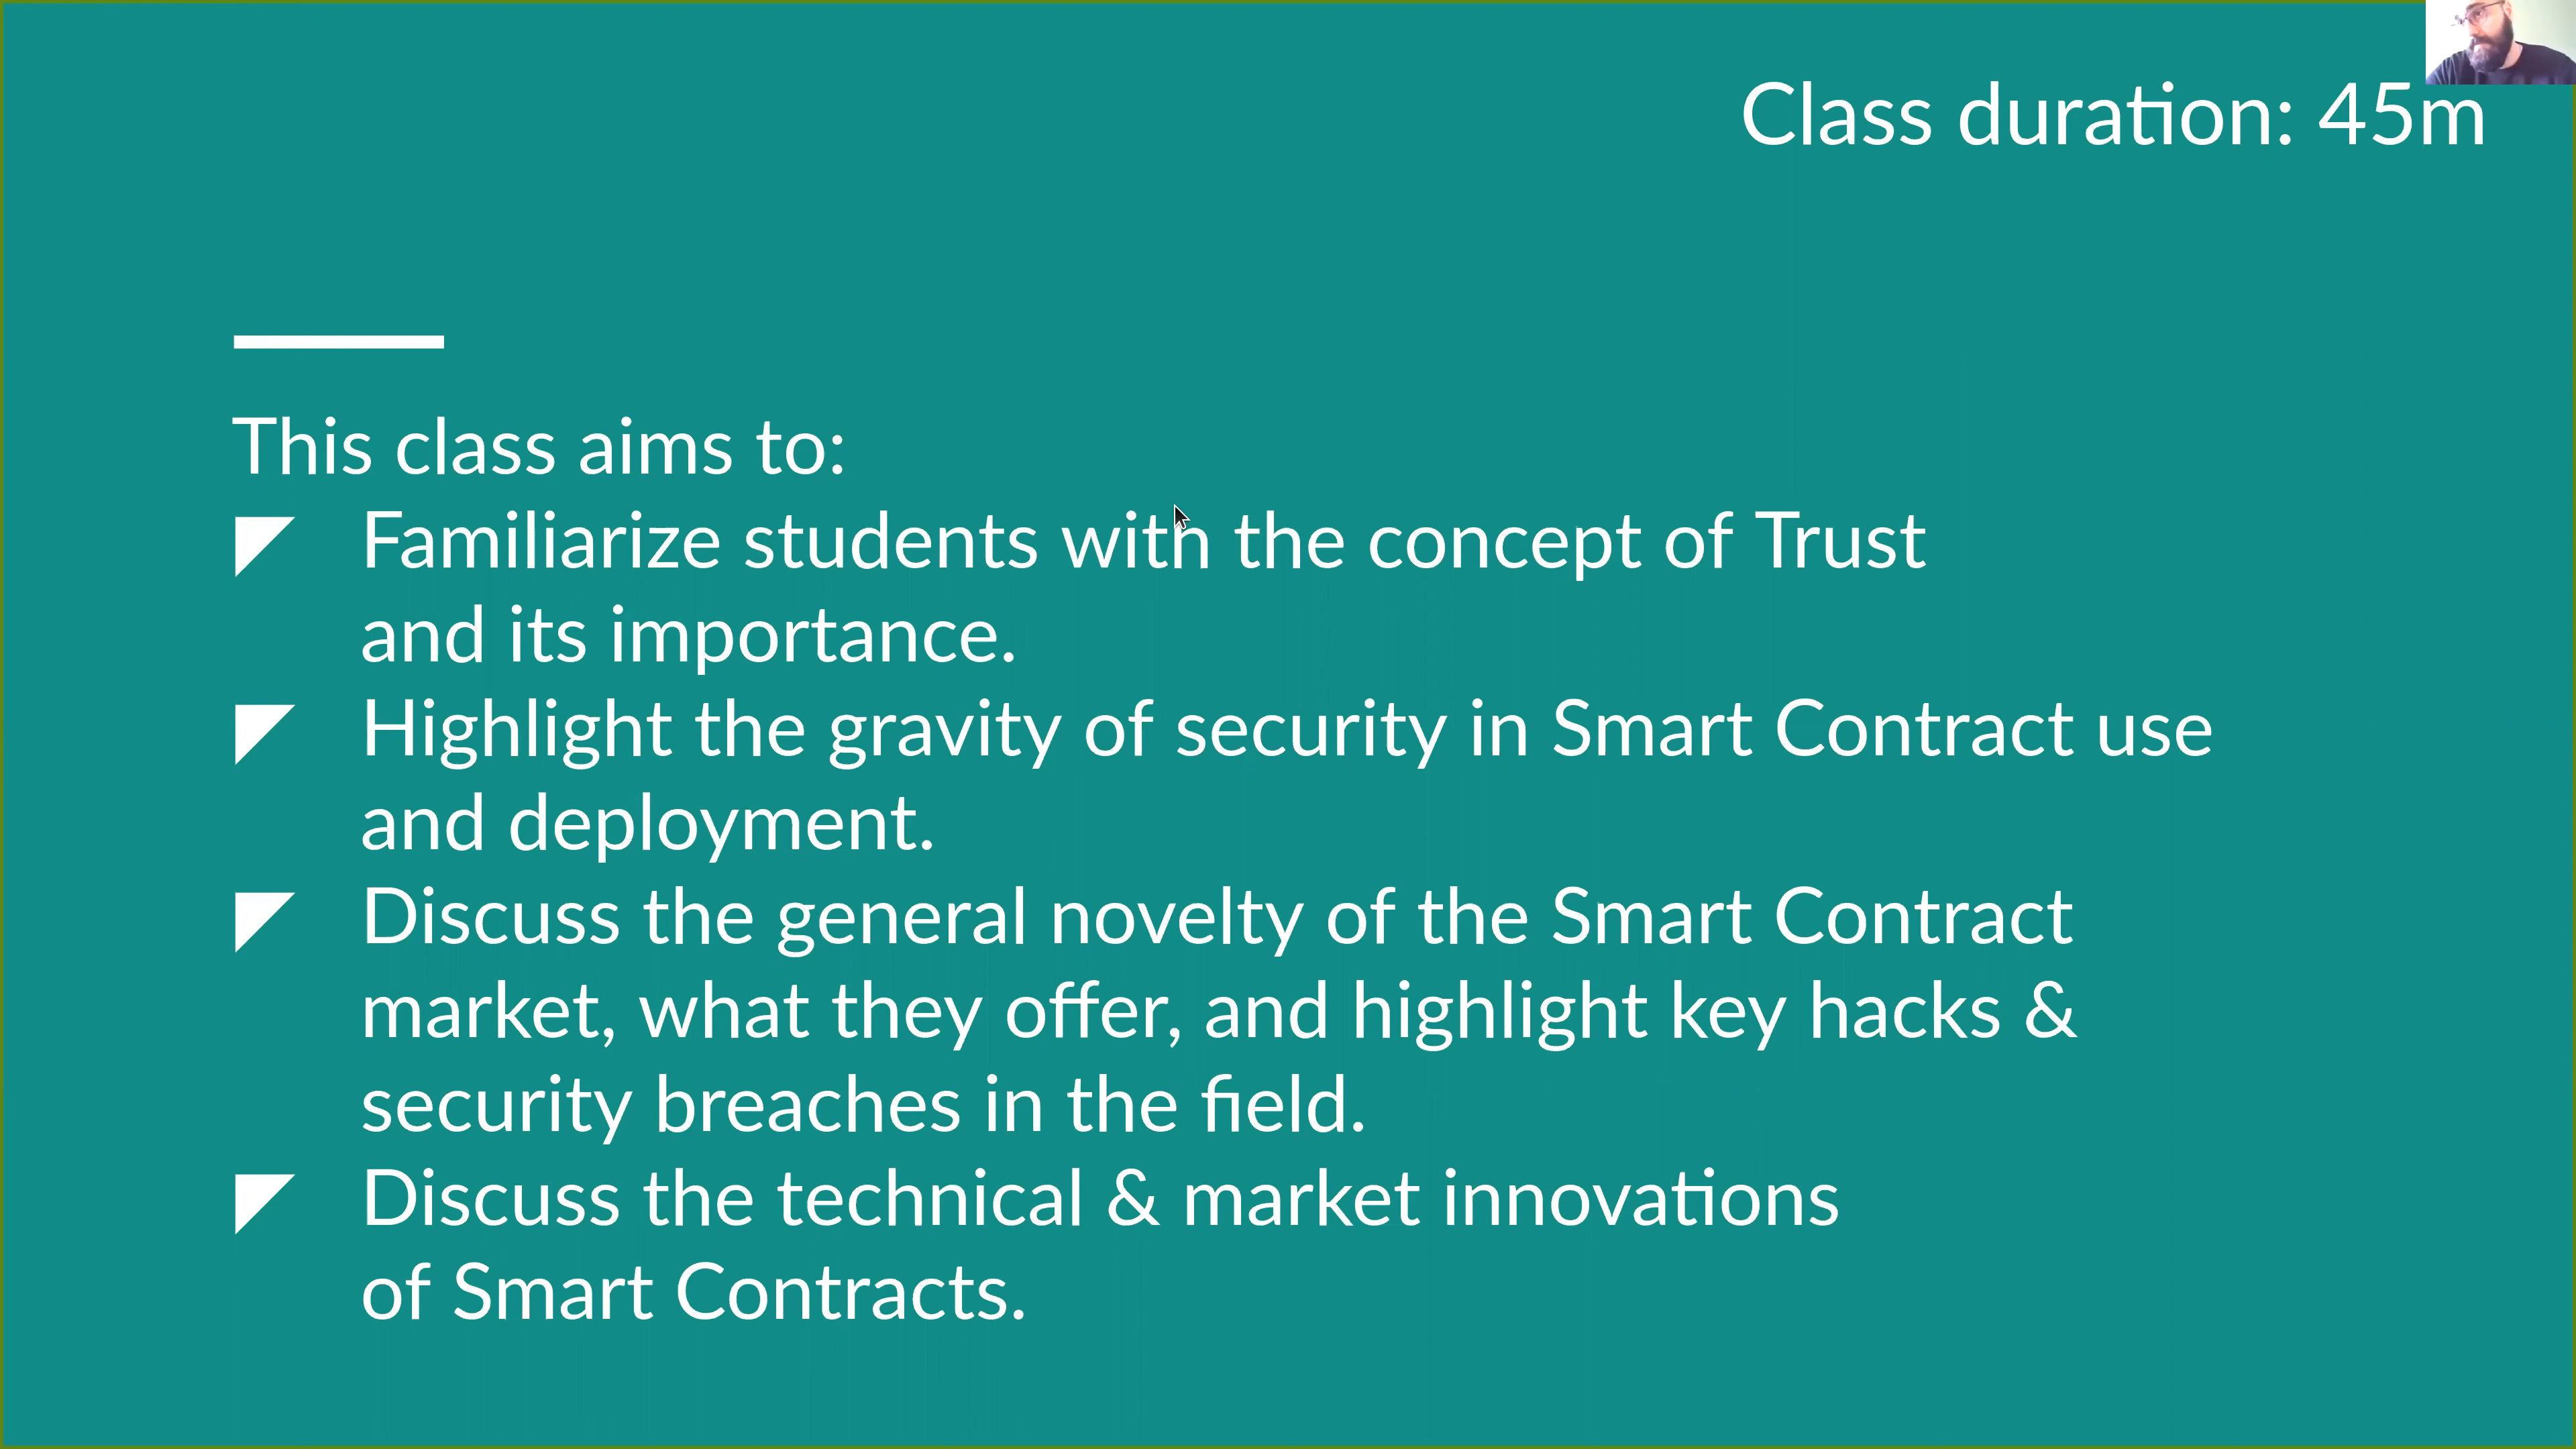 Class duration: 45m
This class aims to:
Familiarize students with the concept of Trust
and its importance.
Highlight the gravity of security in Smart Contract use
and deployment.
Discuss the general novelty of the Smart Contract
market, what they offer, and highlight key hacks &
security breaches in the field.
Discuss the technical & market innovations
of Smart Contracts.